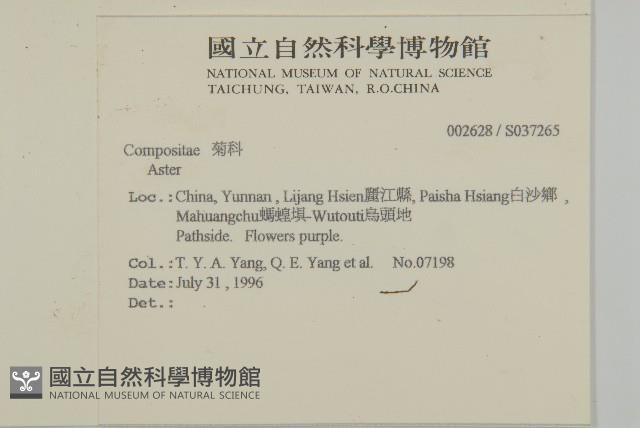 國立自然科學博物館
NATIONAL MUSEUM OF NATURAL SCIENCE
TAICHUNG, TAIWAN, R.O.CHINA
002628 / S037265
Compositae 菊科
Aster
Loc.: China, Yunnan , Lijang Hsien麗江縣, Paisha Hsiang白沙鄉 ,
Mahuangchu螞蝗塡-Wutouti烏頭地
Pathside. Flowers purple.
Col.: T. Y. A. Yang, Q. E. Yang et al. No.07198
Date: July 31 , 1996
Det.:
國立自然科學博物館
NATIONAL MUSEUM OF NATURAL SCIENCE